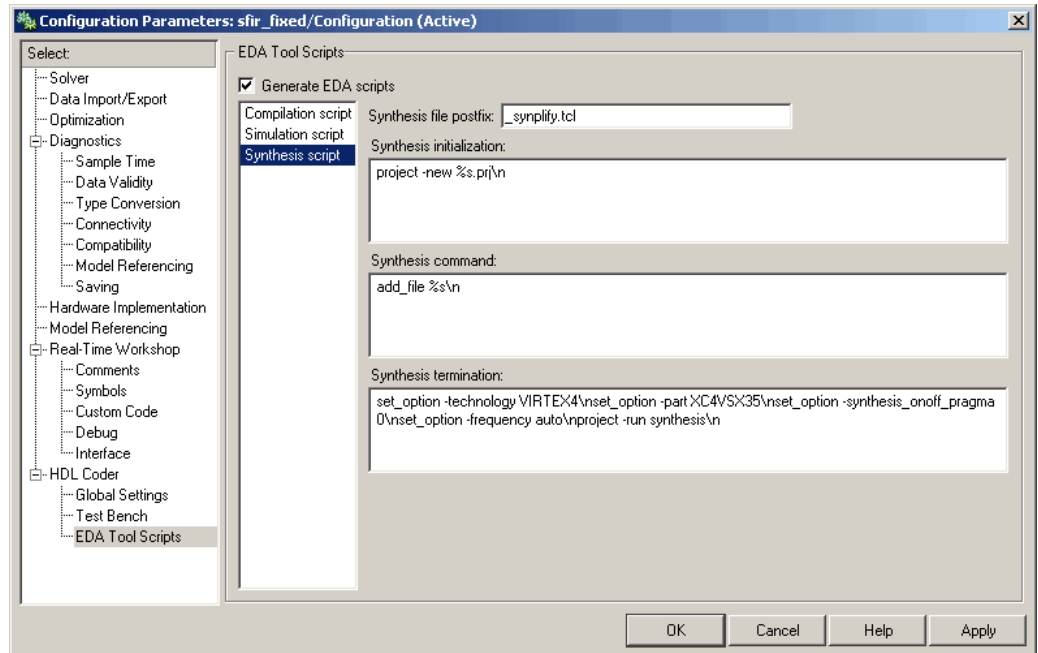 Configuration Parameters: sfir_fixed/Configuration (Active)
Select:
Solver
Data Import/Export
Optimization
Diagnostics
Sample Time
Data Validity
Type Conversion
Connectivity
Compatibility
Model Referencing
Saving
Hardware Implementation
Model Referencing
Real-Time Workshop
Comments
Symbols
Custom Code
Debug
Interface
HDL Coder
Global Settings
Test Bench
EDA Tool Scripts
EDA Tool Scripts
Generate EDA scripts
Compilation script
Simulation script
Synthesis script
Synthesis file postfix: _synplify.tcl
Synthesis initialization:
project -new %s.prj\n
Synthesis command:
add_file %s\n
Synthesis termination:
set_option -technology VIRTEX4\nset_option -part XC4VSX35\nset_option -synthesis_onoff_pragma
0\nset_option -frequency auto\nproject -run synthesis\n
OK
Cancel
Help
Apply